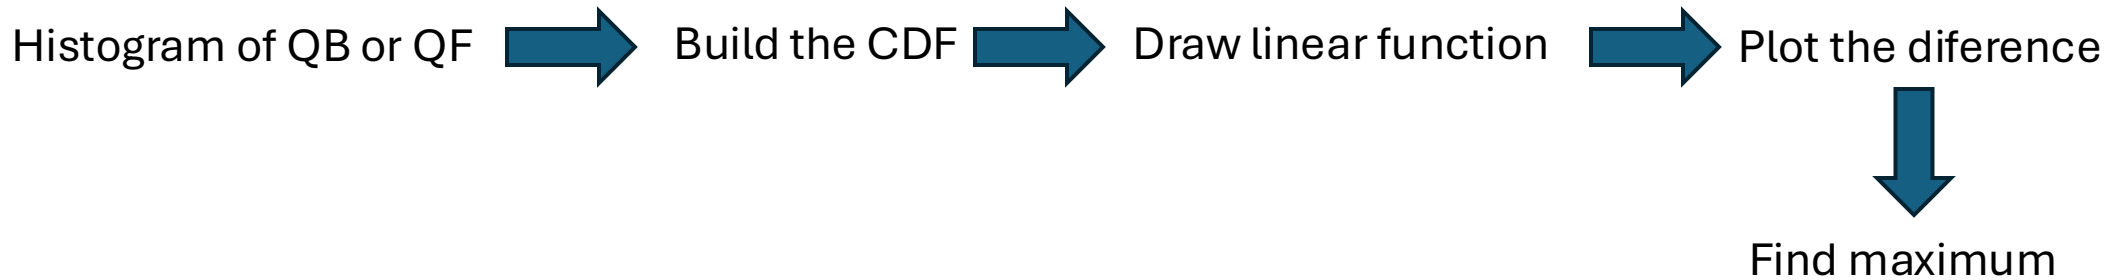 Histogram of QB or QF
Build the CDF
Draw linear function
Plot the diference
Find maximum